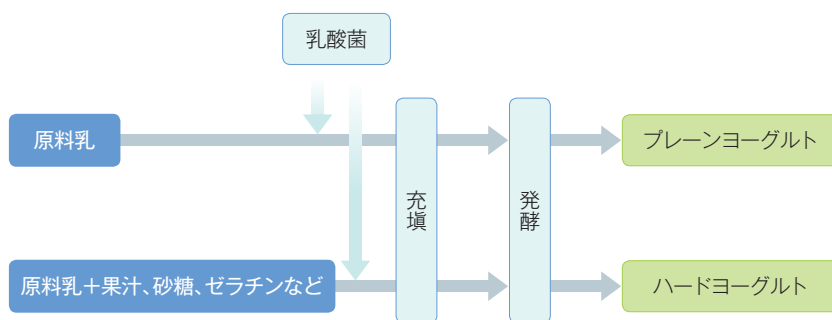 乳酸菌
原料乳
プレーンヨーグルト
充塡
発酵
原料乳＋果汁、砂糖、ゼラチンなど
ハードヨーグルト